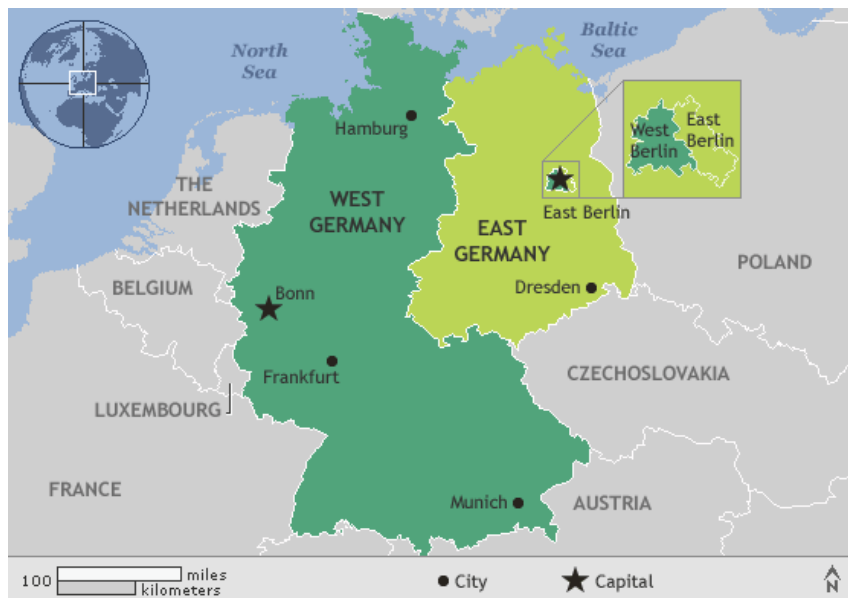 North
Sea
Baltic
Sea
Hamburg
West
Berlin
East
Berlin
THE
NETHERLANDS
WEST
GERMANY
East Berlin
EAST
GERMANY
POLAND
BELGIUM
Bonn
Dresden
Frankfurt
CZECHOSLOVAKIA
LUXEMBOURG
FRANCE
Munich
AUSTRIA
100
miles
kilometers
City
Capital
N